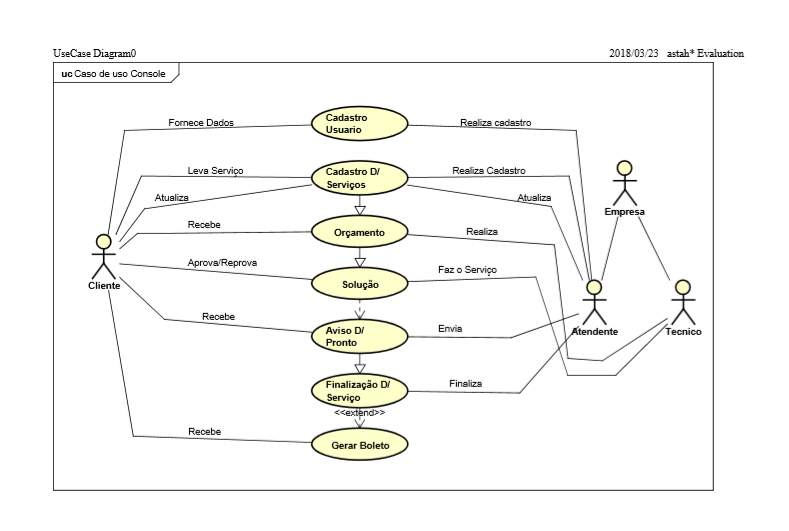 UseCase Diagram0
2018/03/23 astah* Evaluation
uc Caso de uso Console
Fornece Dados
Cadastro
Usuario
Realiza cadastro
Leva Serviço
Cadastro D/
Serviços
Realiza Cadastro
Atualiza
Atualiza
Empresa
Recebe
Orçamento
Realiza
Aprova/Reprova
Solução
Faz o Serviço
Cliente
Recebe
Aviso D/
Pronto
Envia
Atendente
Tecnico
Finalização D/
Serviço
Finaliza
<<extend>>
Recebe
Gerar Boleto